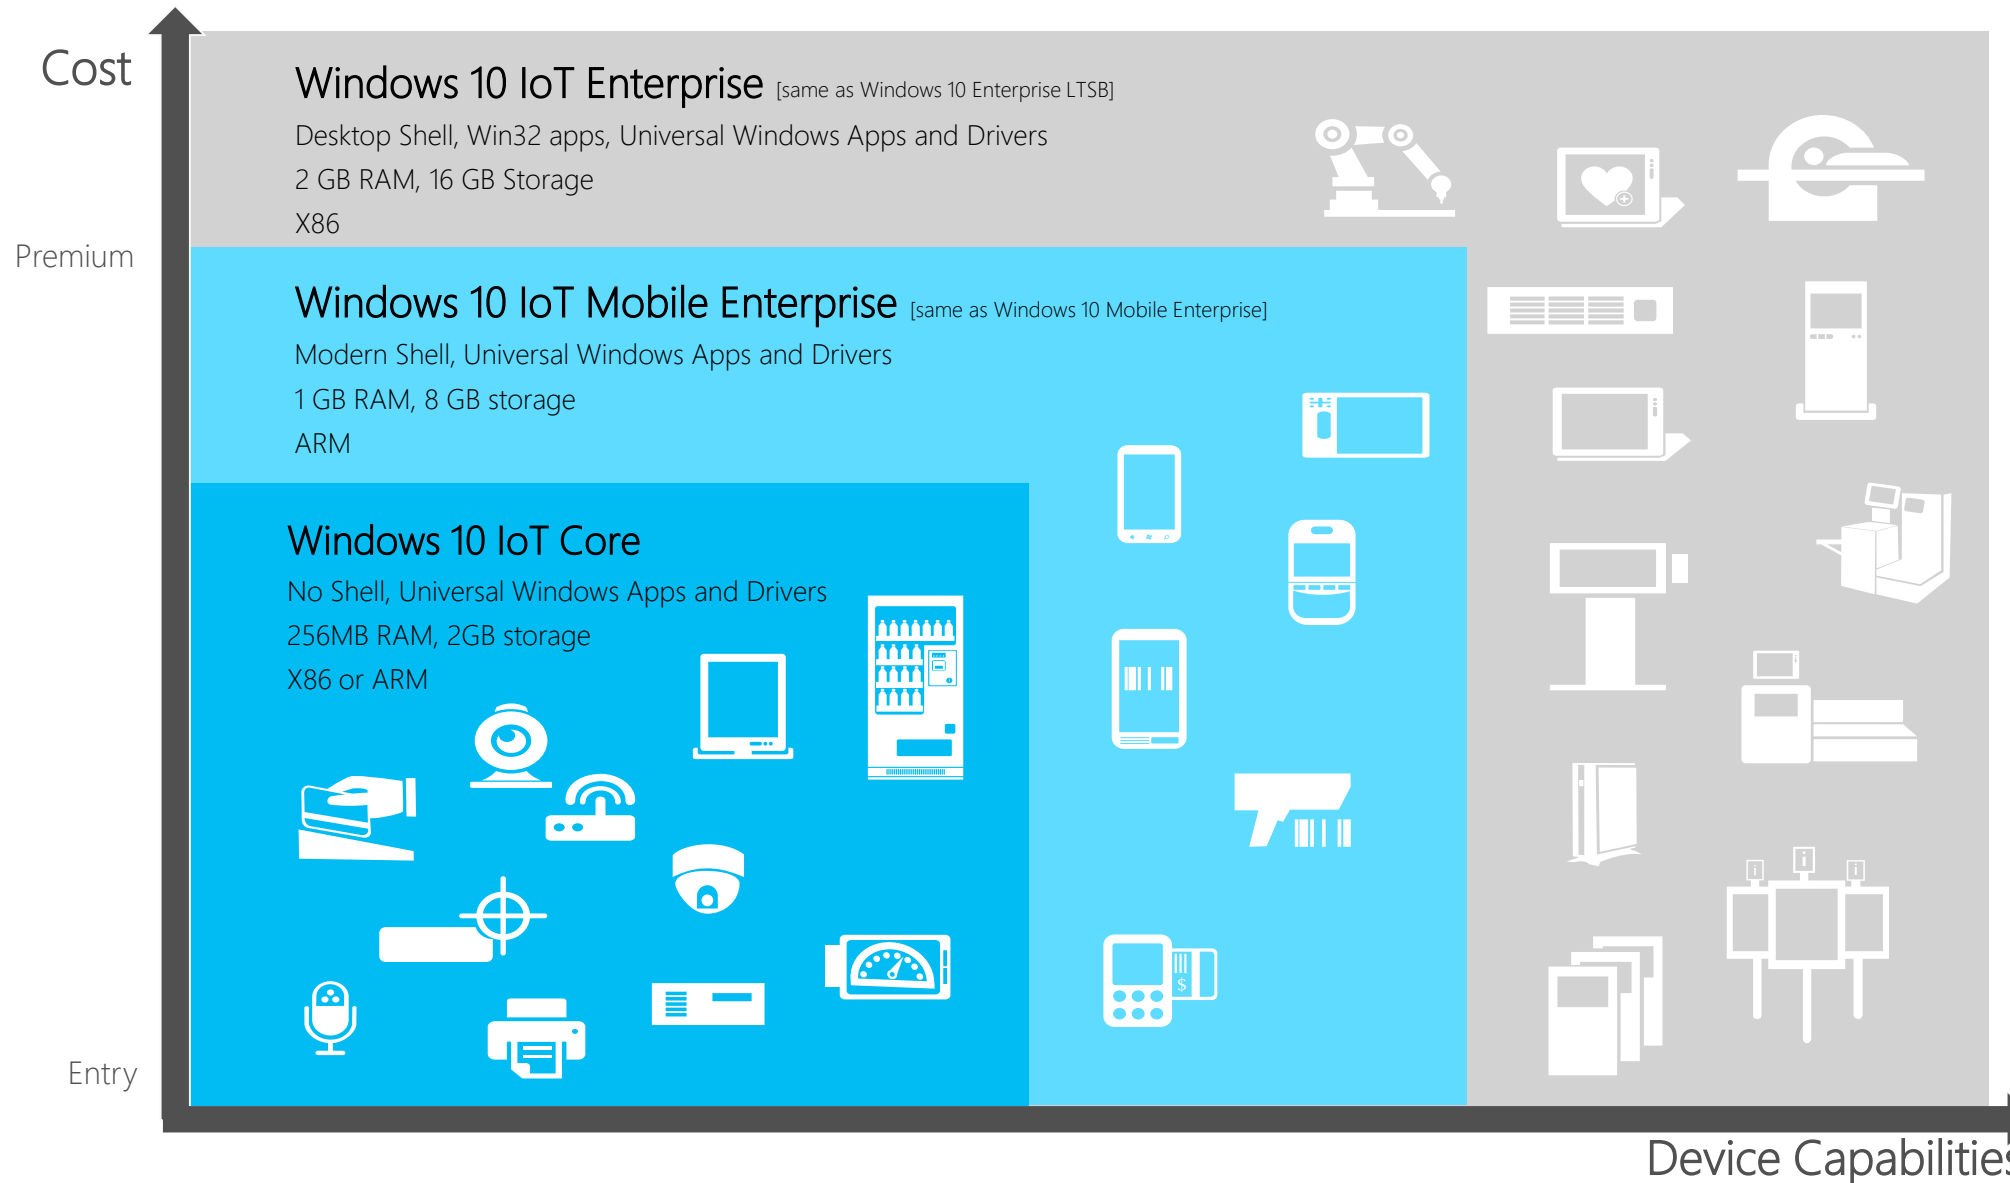 Cost
Windows 10 IoT Enterprise [same as Windows 10 Enterprise LTSB]
Desktop Shell, Win32 apps, Universal Windows Apps and Drivers
2 GB RAM, 16 GB Storage
X86
Premium
Windows 10 IoT Mobile Enterprise [same as Windows 10 Mobile Enterprise]
Modern Shell, Universal Windows Apps and Drivers
1 GB RAM, 8 GB storage
ARM
Windows 10 IoT Core
No Shell, Universal Windows Apps and Drivers
256MB RAM, 2GB storage
X86 or ARM
i i i
$
Entry
Device Capabilities